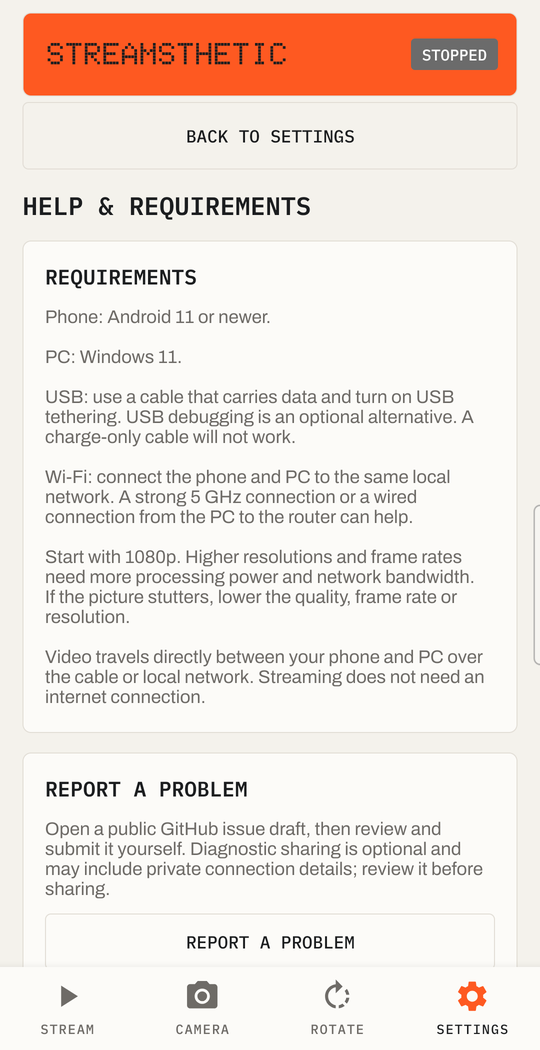 STREAMSTHETIC
STOPPED
BACK TO SETTINGS
HELP & REQUIREMENTS
REQUIREMENTS
Phone: Android 11 or newer.
PC: Windows 11.
USB: use a cable that carries data and turn on USB
tethering. USB debugging is an optional alternative. A
charge-only cable will not work.
Wi-Fi: connect the phone and PC to the same local
network. A strong 5 GHz connection or a wired
connection from the PC to the router can help.
Start with 1080p. Higher resolutions and frame rates
need more processing power and network bandwidth.
If the picture stutters, lower the quality, frame rate or
resolution.
Video travels directly between your phone and PC over
the cable or local network. Streaming does not need an
internet connection.
REPORT A PROBLEM
Open a public GitHub issue draft, then review and
submit it yourself. Diagnostic sharing is optional and
may include private connection details; review it before
sharing.
REPORT A PROBLEM
STREAM
CAMERA
ROTATE
SETTINGS